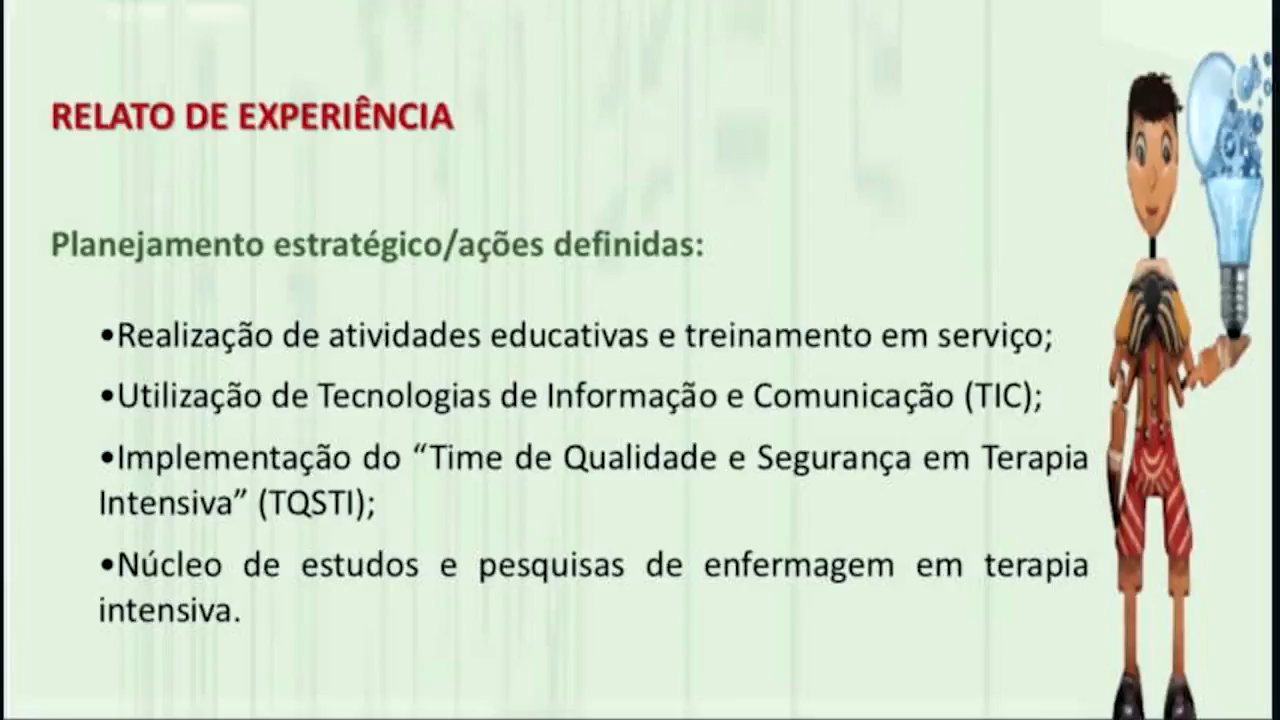 RELATO DE EXPERIÊNCIA
Planejamento estratégico/ações definidas:
•Realização de atividades educativas e treinamento em serviço;
•Utilização de Tecnologias de Informação e Comunicação (TIC);
•Implementação do “Time de Qualidade e Segurança em Terapia
Intensiva” (TQSTI);
•Núcleo de estudos e pesquisas de enfermagem em terapia
intensiva.